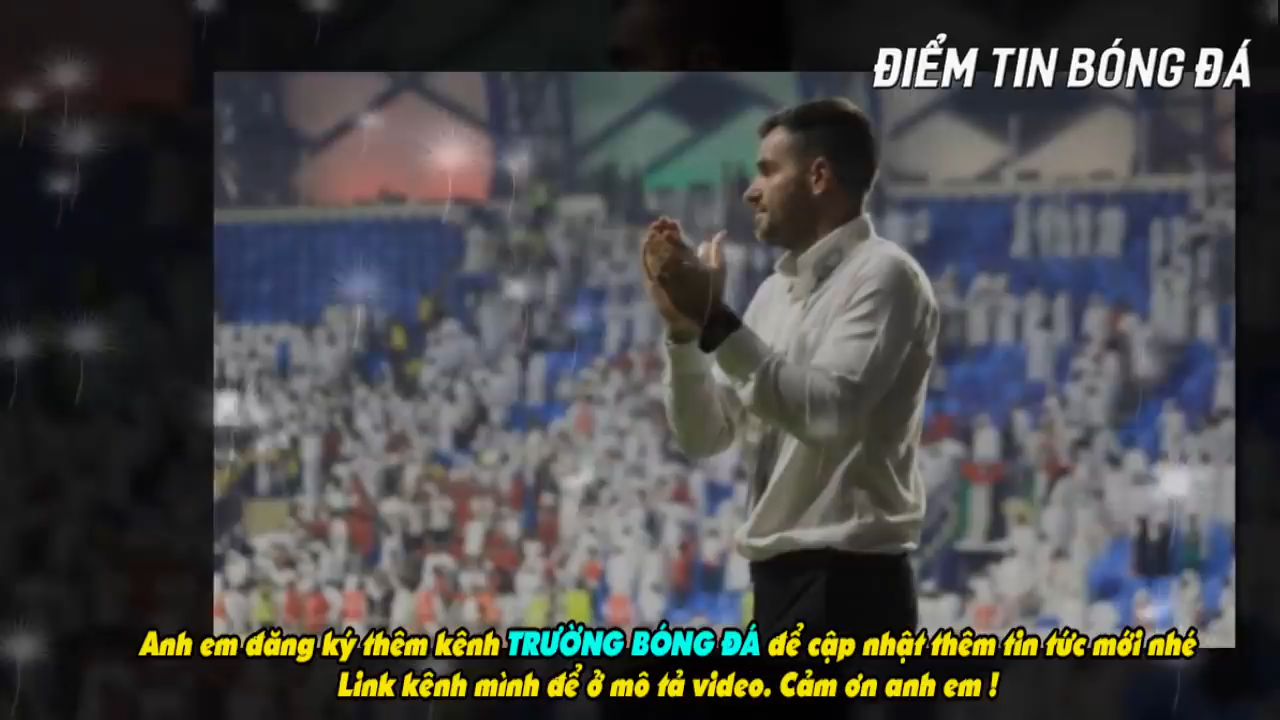 ĐIỂM TIN BÓNG ĐÁ
Anh em đăng ký thêm kênh TRƯỜNG BÓNG ĐÁ để cập nhật thêm tin tức mới nhé
Link kênh mình để ở mô tả video. Cảm ơn anh em !